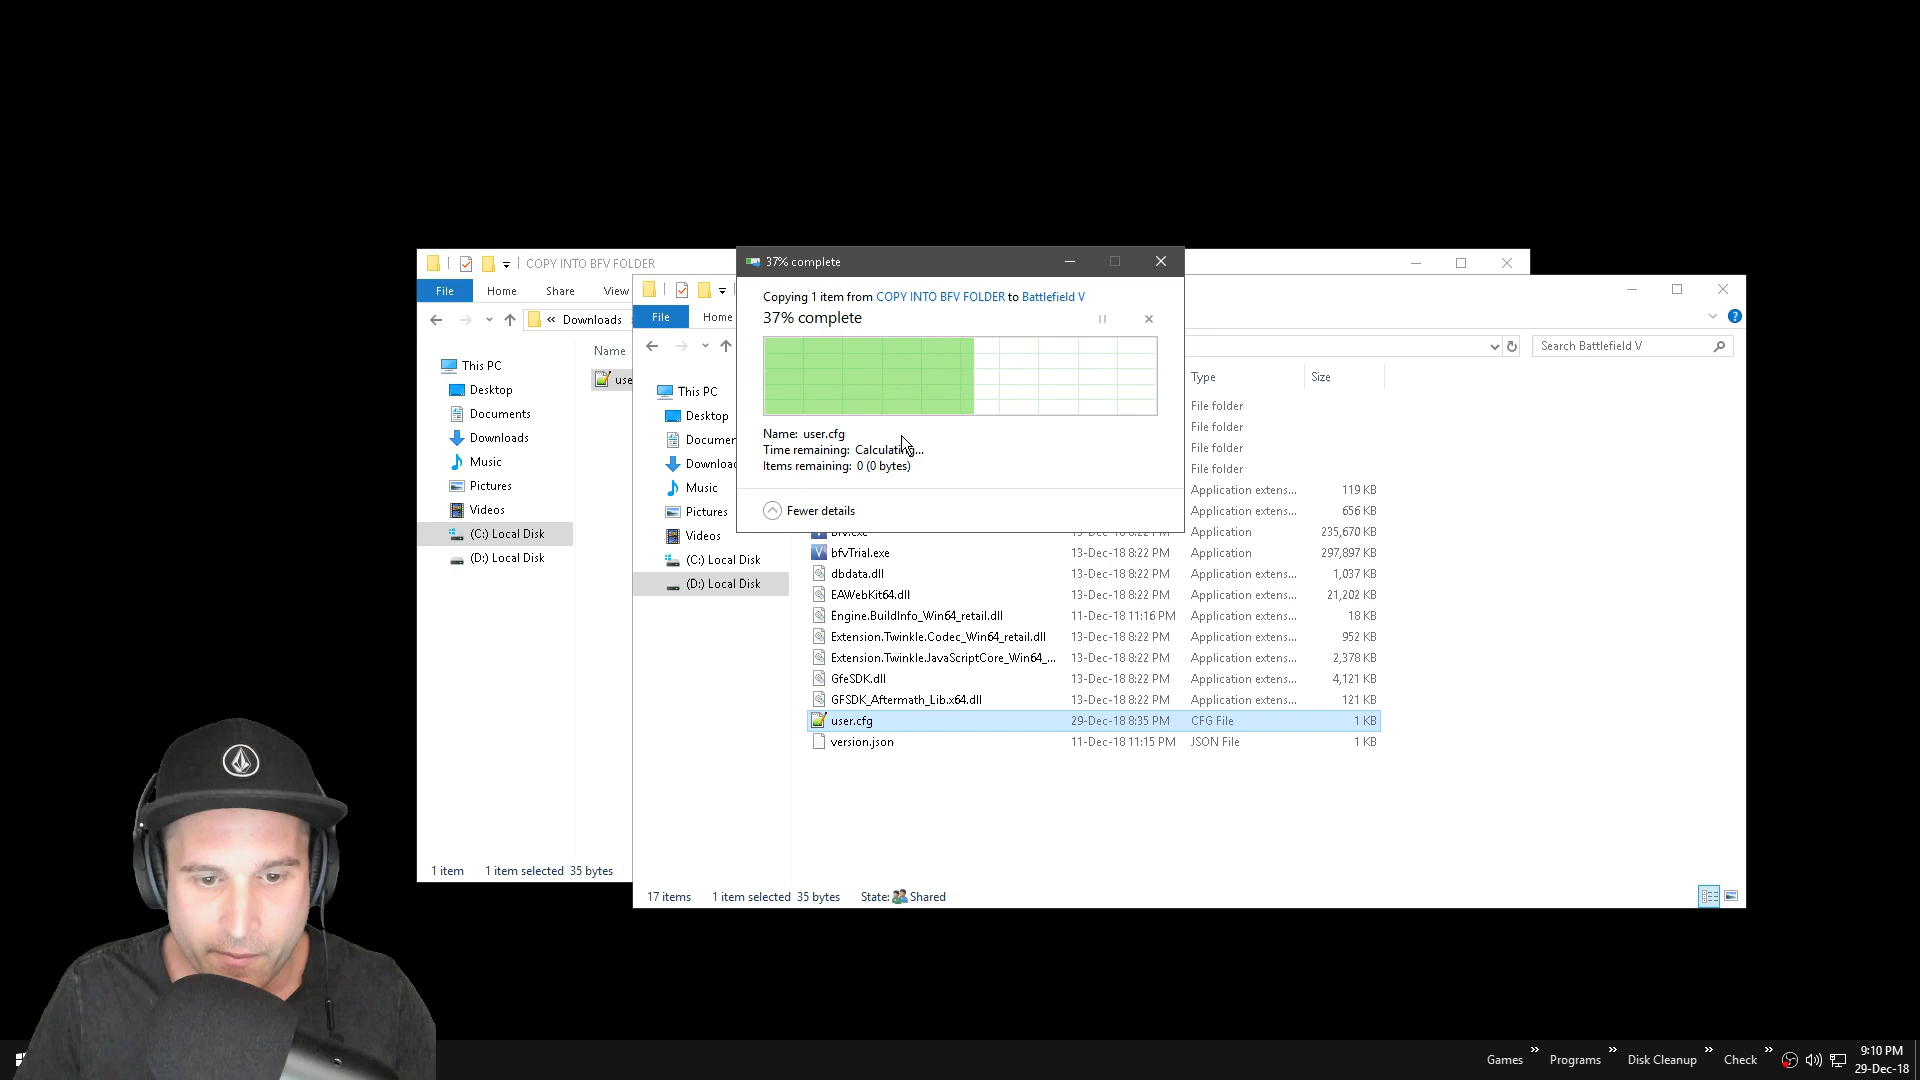 COPY INTO BFV FOLDER
File Home Share View
« Downloads
Name
This PC
Desktop
Documents
Downloads
Music
Pictures
Videos
(C:) Local Disk
(D:) Local Disk
1 item 1 item selected 35 bytes
File Home
Search Battlefield V
This PC
Desktop
Music
Pictures
Videos
(C:) Local Disk
(D:) Local Disk
37% complete
Copying 1 item from COPY INTO BFV FOLDER to Battlefield V
37% complete
Name: user.cfg
Time remaining: Calculating...
Items remaining: 0 (0 bytes)
Fewer details
Type Size
File folder
File folder
File folder
File folder
Application extens... 119 KB
Application extens... 656 KB
bfv.exe 13-Dec-18 8:22 PM Application 235,670 KB
bfvTrial.exe 13-Dec-18 8:22 PM Application 297,897 KB
dbdata.dll 13-Dec-18 8:22 PM Application extens... 1,037 KB
EAWebKit64.dll 13-Dec-18 8:22 PM Application extens... 21,202 KB
Engine.BuildInfo_Win64_retail.dll 11-Dec-18 11:16 PM Application extens... 18 KB
Extension.Twinkle.Codec_Win64_retail.dll 13-Dec-18 8:22 PM Application extens... 952 KB
Extension.Twinkle.JavaScriptCore_Win64_... 13-Dec-18 8:22 PM Application extens... 2,378 KB
GfeSDK.dll 13-Dec-18 8:22 PM Application extens... 4,121 KB
GFSDK_Aftermath_Lib.x64.dll 13-Dec-18 8:22 PM Application extens... 121 KB
user.cfg 29-Dec-18 8:35 PM CFG File 1 KB
version.json 11-Dec-18 11:15 PM JSON File 1 KB
17 items 1 item selected 35 bytes State: Shared
Games » Programs » Disk Cleanup » Check »
9:10 PM
29-Dec-18